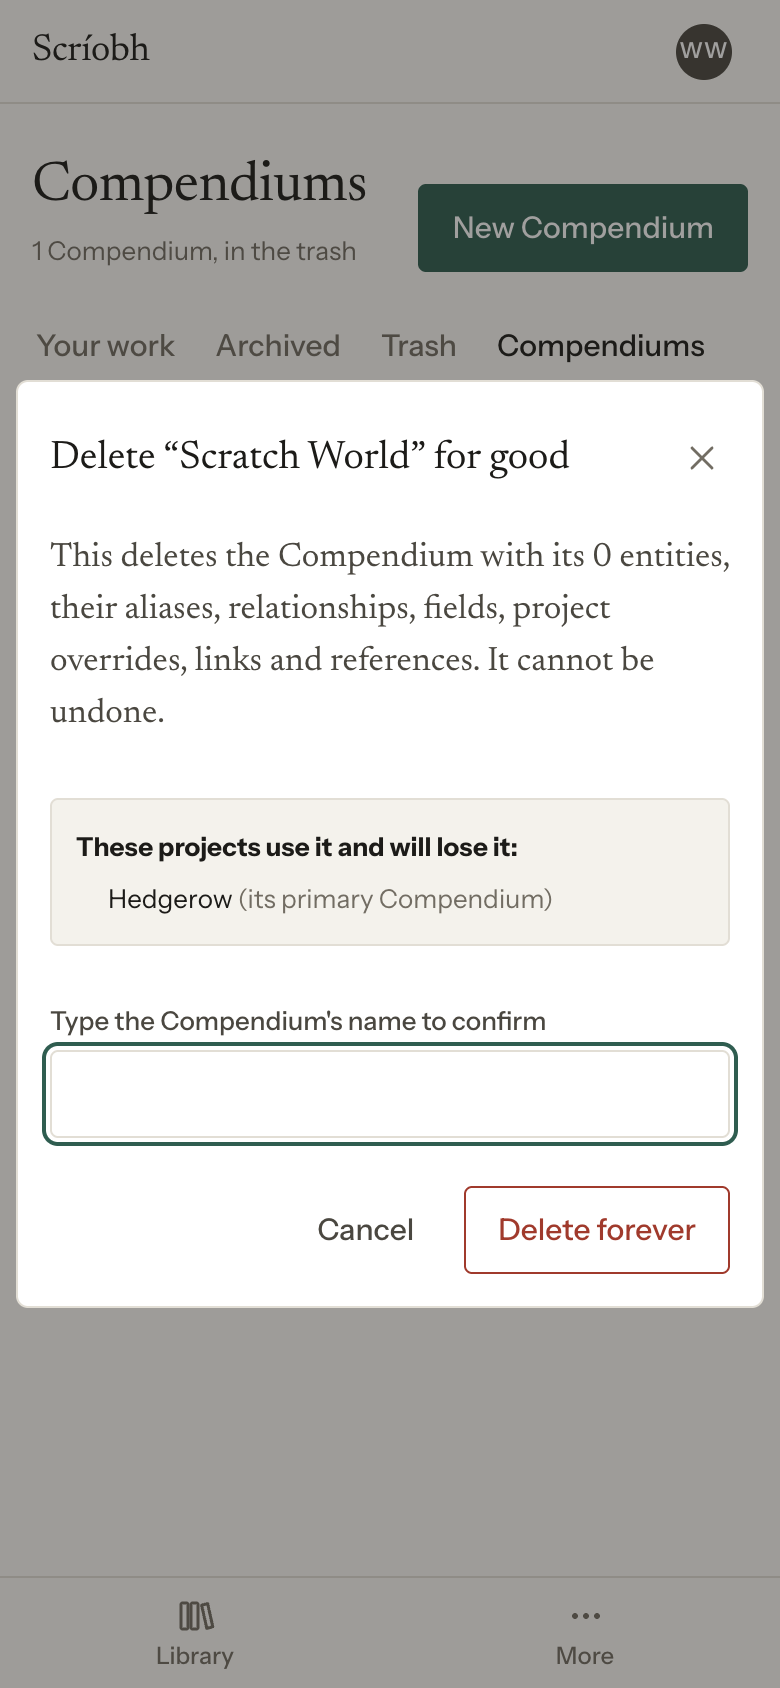 Scríobh
WW
Compendiums
1 Compendium, in the trash
New Compendium
Your work
Archived
Trash
Compendiums
Delete “Scratch World” for good
This deletes the Compendium with its 0 entities,
their aliases, relationships, fields, project
overrides, links and references. It cannot be
undone.
These projects use it and will lose it:
Hedgerow (its primary Compendium)
Type the Compendium's name to confirm
Cancel
Delete forever
Library
More